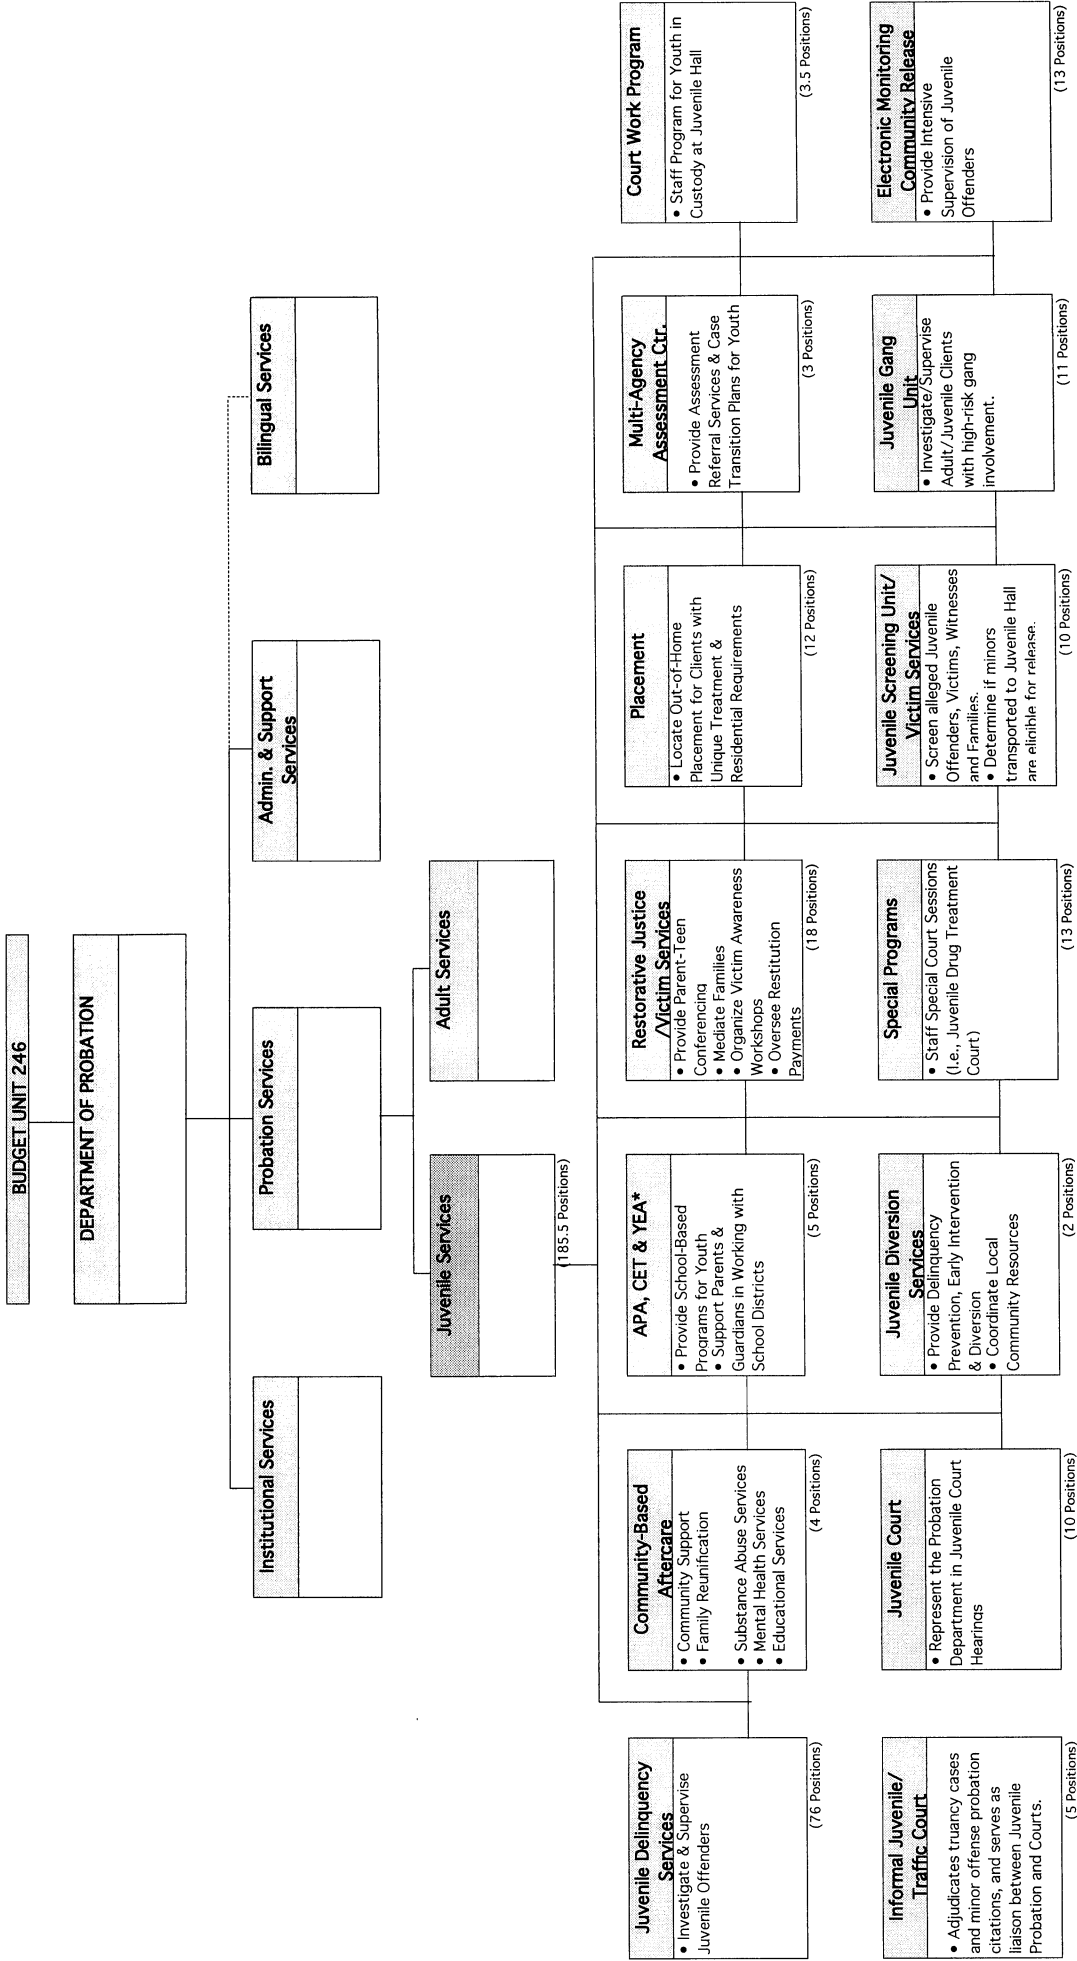 BUDGET UNIT 246
DEPARTMENT OF PROBATION
Institutional Services
Probation Services
Admin. & Support
Services
Bilingual Services
Juvenile Services
(185.5 Positions)
Adult Services
Juvenile Delinquency
Services
• Investigate & Supervise
Juvenile Offenders
(76 Positions)
Community-Based
Aftercare
• Community Support
• Family Reunification
• Substance Abuse Services
• Mental Health Services
• Educational Services
(4 Positions)
APA, CET & YEA*
• Provide School-Based
Programs for Youth
• Support Parents &
Guardians in Working with
School Districts
(5 Positions)
Restorative Justice
/Victim Services
• Provide Parent-Teen
Conferencing
• Mediate Families
• Organize Victim Awareness
Workshops
• Oversee Restitution
Payments
(18 Positions)
Placement
• Locate Out-of-Home
Placement for Clients with
Unique Treatment &
Residential Requirements
(12 Positions)
Multi-Agency
Assessment Ctr.
• Provide Assessment
Referral Services & Case
Transition Plans for Youth
(3 Positions)
Court Work Program
• Staff Program for Youth in
Custody at Juvenile Hall
(3.5 Positions)
Informal Juvenile/
Traffic Court
• Adjudicates truancy cases
and minor offense probation
citations, and serves as
liaison between Juvenile
Probation and Courts.
(5 Positions)
Juvenile Court
• Represent the Probation
Department in Juvenile Court
Hearings
(10 Positions)
Juvenile Diversion
Services
• Provide Delinquency
Prevention, Early Intervention
& Diversion
• Coordinate Local
Community Resources
(2 Positions)
Special Programs
• Staff Special Court Sessions
(I.e., Juvenile Drug Treatment
Court)
(13 Positions)
Juvenile Screening Unit/
Victim Services
• Screen alleged Juvenile
Offenders, Victims, Witnesses
and Families.
• Determine if minors
transported to Juvenile Hall
are eligible for release.
(10 Positions)
Juvenile Gang
Unit
• Investigate/Supervise
Adult/Juvenile Clients
with high-risk gang
involvement.
(11 Positions)
Electronic Monitoring
Community Release
• Provide Intensive
Supervision of Juvenile
Offenders
(13 Positions)